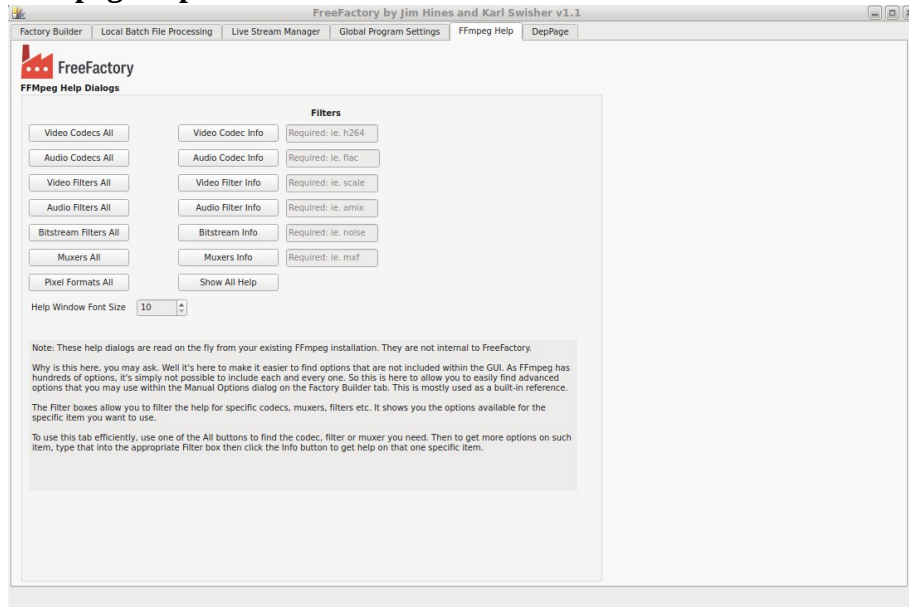 FreeFactory by Jim Hines and Karl Swisher v1.1
Factory Builder Local Batch File Processing Live Stream Manager Global Program Settings FFmpeg Help DepPage
FreeFactory
FFMpeg Help Dialogs
Filters
Video Codecs All Video Codec Info Required: ie. h264
Audio Codecs All Audio Codec Info Required: ie. flac
Video Filters All Video Filter Info Required: ie. scale
Audio Filters All Audio Filter Info Required: ie. amix
Bitstream Filters All Bitstream Info Required: ie. noise
Muxers All Muxers Info Required: ie. mxf
Pixel Formats All Show All Help
Help Window Font Size 10
Note: These help dialogs are read on the fly from your existing FFmpeg installation. They are not internal to FreeFactory.
Why is this here, you may ask. Well it's here to make it easier to find options that are not included within the GUI. As FFmpeg has
hundreds of options, it's simply not possible to include each and every one. So this is here to allow you to easily find advanced
options that you may use within the Manual Options dialog on the Factory Builder tab. This is mostly used as a built-in reference.
The Filter boxes allow you to filter the help for specific codecs, muxers, filters etc. It shows you the options available for the
specific item you want to use.
To use this tab efficiently, use one of the All buttons to find the codec, filter or muxer you need. Then to get more options on such
item, type that into the appropriate Filter box then click the Info button to get help on that one specific item.